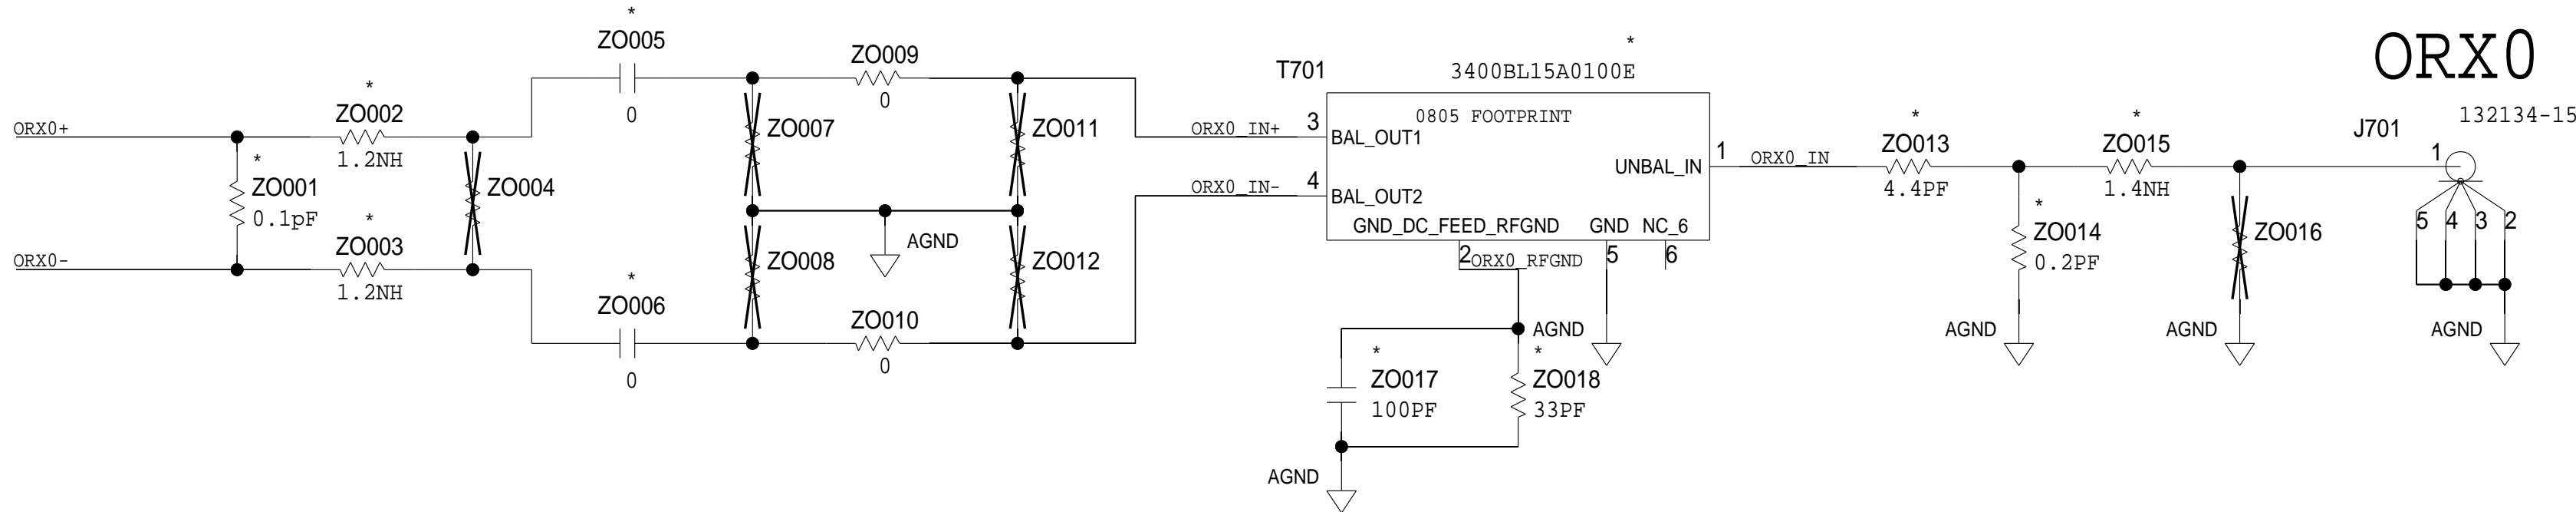 ORX0
132134-15
J701
1
5 4 3 2
AGND
ORX0+
ORX0-
*
ZO001
0.1pF
*
ZO002
1.2NH
*
ZO003
1.2NH
ZO004
*
ZO005
0
*
ZO006
0
ZO007
ZO008
AGND
ZO009
0
ZO010
0
ZO011
ZO012
ORX0_IN+
ORX0_IN-
T701
*
3400BL15A0100E
0805 FOOTPRINT
3
BAL_OUT1
4
BAL_OUT2
UNBAL_IN
1
GND_DC_FEED_RFGND GND NC_6
2 5 6
ORX0_RFGND
AGND
*
ZO017
100PF
*
ZO018
33PF
AGND
ORX0_IN
*
ZO013
4.4PF
*
ZO014
0.2PF
AGND
*
ZO015
1.4NH
ZO016
AGND